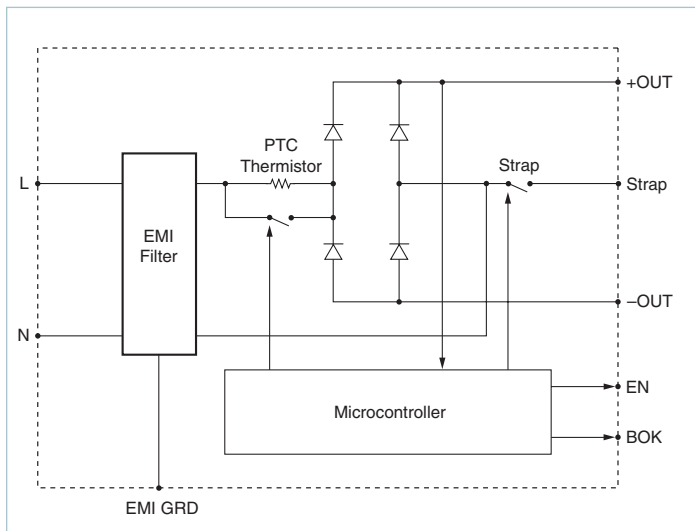 +OUT
PTC
Thermistor
Strap
L
Strap
EMI
Filter
–OUT
N
EN
Microcontroller
BOK
EMI GRD